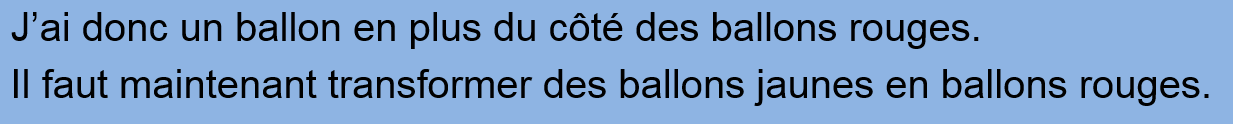 J’ai donc un ballon en plus du côté des ballons rouges.
Il faut maintenant transformer des ballons jaunes en ballons rouges.